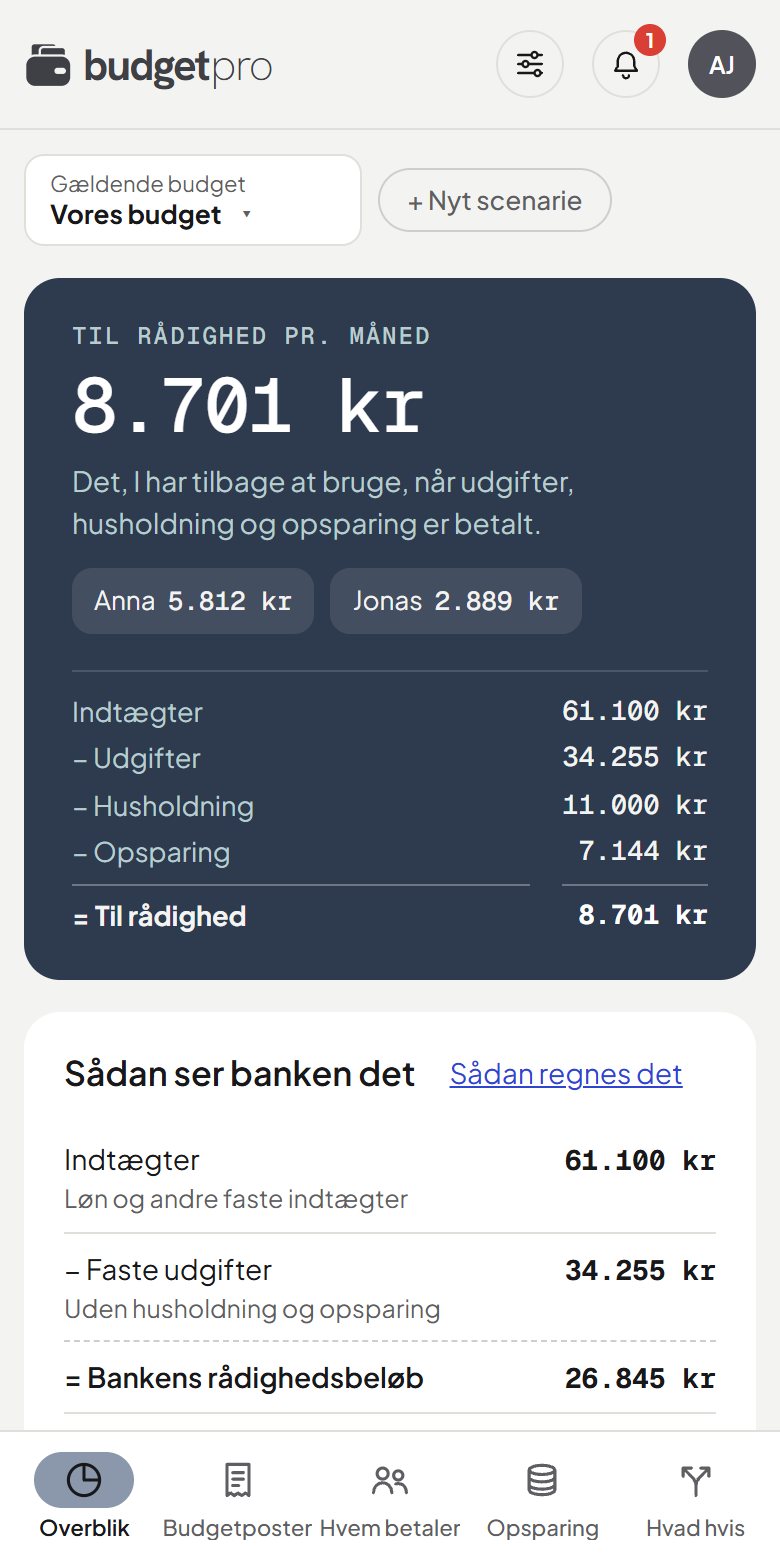 budgetpro
1
AJ
Gældende budget
Vores budget ▾
+ Nyt scenarie
TIL RÅDIGHED PR. MÅNED
8.701 kr
Det, I har tilbage at bruge, når udgifter,
husholdning og opsparing er betalt.
Anna 5.812 kr
Jonas 2.889 kr
Indtægter 61.100 kr
– Udgifter 34.255 kr
– Husholdning 11.000 kr
– Opsparing 7.144 kr
= Til rådighed 8.701 kr
Sådan ser banken det Sådan regnes det
Indtægter 61.100 kr
Løn og andre faste indtægter
– Faste udgifter 34.255 kr
Uden husholdning og opsparing
= Bankens rådighedsbeløb 26.845 kr
Overblik Budgetposter Hvem betaler Opsparing Hvad hvis